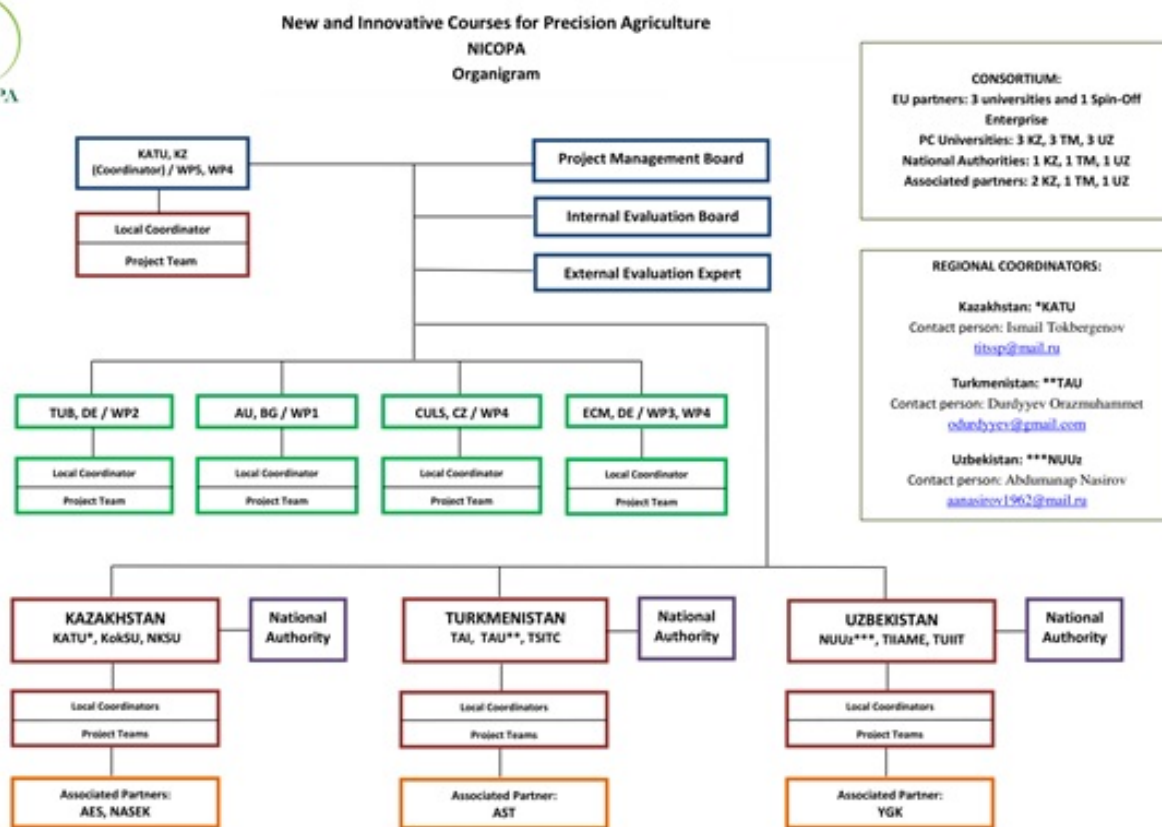 New and Innovative Courses for Precision Agriculture
NICOPA
Organigram
PA
CONSORTIUM:
EU partners: 3 universities and 1 Spin-Off
Enterprise
PC Universities: 3 KZ, 3 TM, 3 UZ
National Authorities: 1 KZ, 1 TM, 1 UZ
Associated partners: 2 KZ, 1 TM, 1 UZ
KATU, KZ
(Coordinator) / WP5, WP4
Local Coordinator
Project Team
Project Management Board
Internal Evaluation Board
External Evaluation Expert
REGIONAL COORDINATORS:
Kazakhstan: *KATU
Contact person: Ismail Tokbergenov
titssp@mail.ru
Turkmenistan: **TAU
Contact person: Durdyyev Orazmuhammet
odurdyyev@gmail.com
Uzbekistan: ***NUUz
Contact person: Abdumanap Nasirov
aanasirov1962@mail.ru
TUB, DE / WP2
Local Coordinator
Project Team
AU, BG / WP1
Local Coordinator
Project Team
CULS, CZ / WP4
Local Coordinator
Project Team
ECM, DE / WP3, WP4
Local Coordinator
Project Team
KAZAKHSTAN
KATU*, KokSU, NKSU
National
Authority
Local Coordinators
Project Teams
Associated Partners:
AES, NASEK
TURKMENISTAN
TAI, TAU**, TSITC
National
Authority
Local Coordinators
Project Teams
Associated Partner:
AST
UZBEKISTAN
NUUz***, TIIAME, TUIIT
National
Authority
Local Coordinators
Project Teams
Associated Partner:
YGK